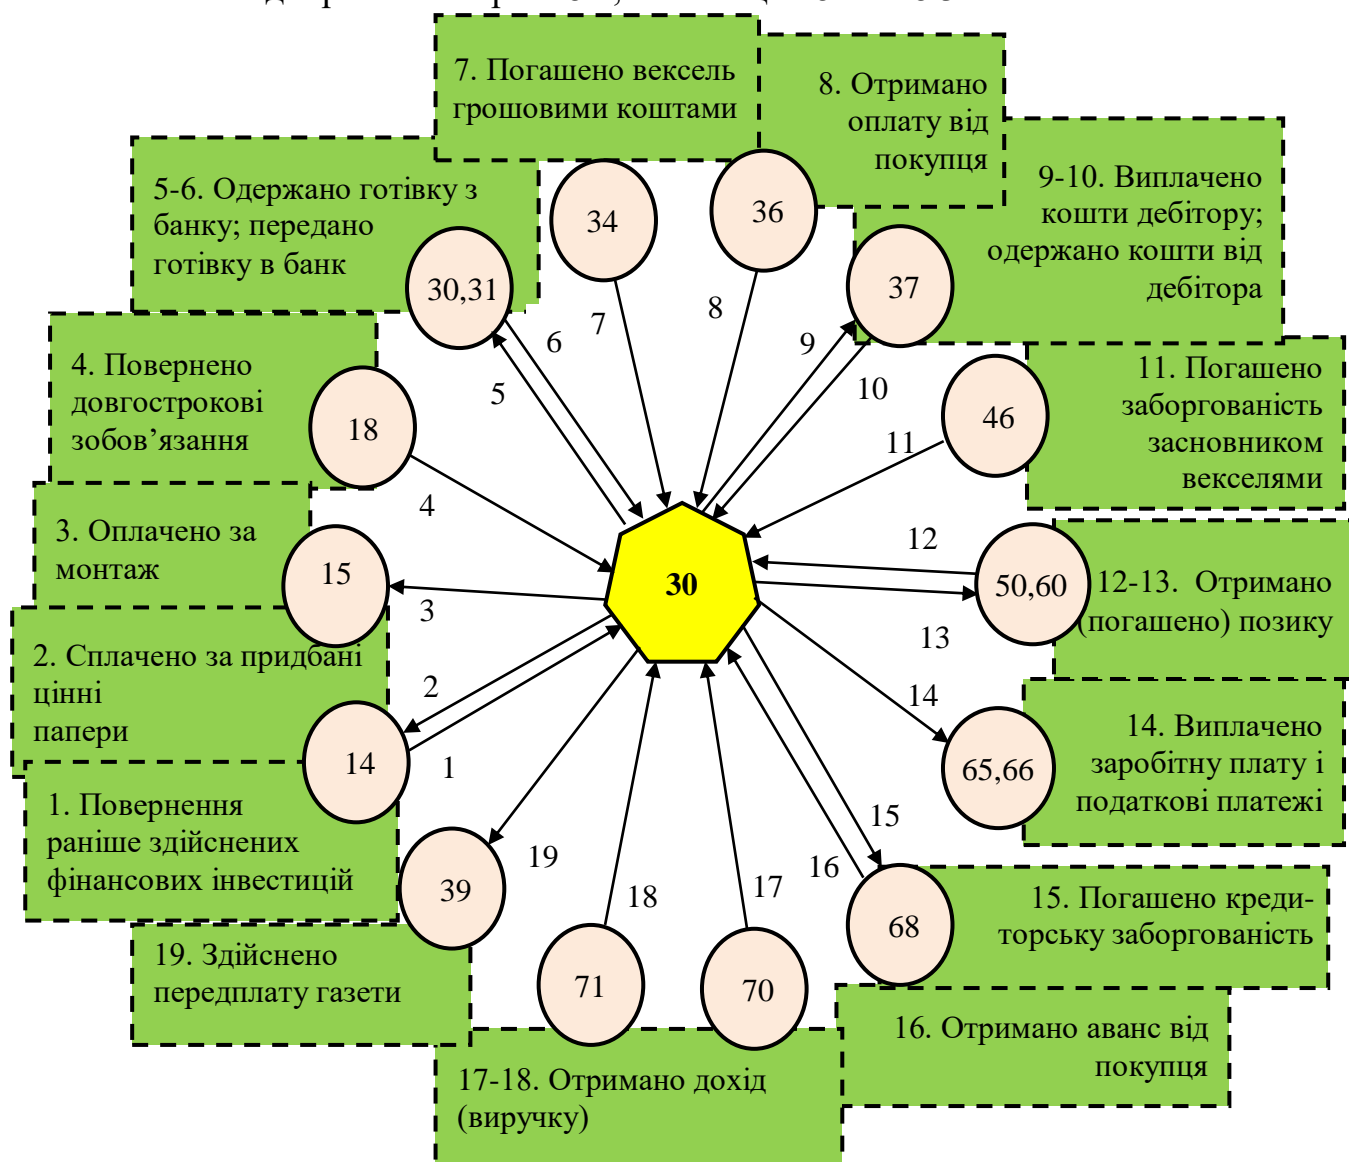 7. Погашено вексель
грошовими коштами
8. Отримано
оплату від
покупця
5-6. Одержано готівку з
банку; передано
готівку в банк
9-10. Виплачено
кошти дебітору;
одержано кошти від
дебітора
34
36
30,31
37
7
8
6
9
5
10
4. Повернено
довгострокові
зобов’язання
18
11. Погашено
заборгованість
засновником
векселями
46
11
4
3. Оплачено за
монтаж
15
3
30
12
50,60
13
12-13. Отримано
(погашено) позику
2. Сплачено за придбані
цінні
папери
2
14
1
14
65,66
14. Виплачено
заробітну плату і
податкові платежі
1. Повернення
раніше здійснених
фінансових інвестицій
39
19
18
17
16
15
68
15. Погашено креди-
торську заборгованість
19. Здійснено
передплату газети
71
70
16. Отримано аванс від
покупця
17-18. Отримано дохід
(виручку)